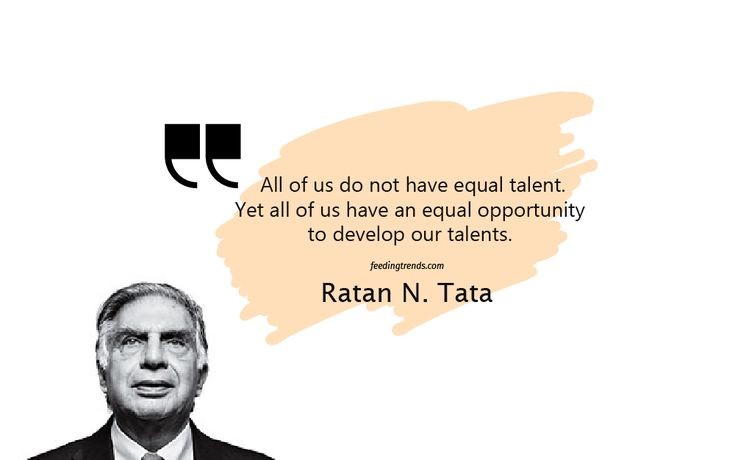 All of us do not have equal talent.
Yet all of us have an equal opportunity
to develop our talents.
feedingtrends.com
Ratan N. Tata